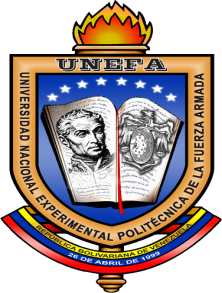 UNEFA
UNIVERSIDAD NACIONAL EXPERIMENTAL POLITÉCNICA DE LA FUERZA ARMADA
REPÚBLICA BOLIVARIANA DE VENEZUELA
26 DE ABRIL DE 1999